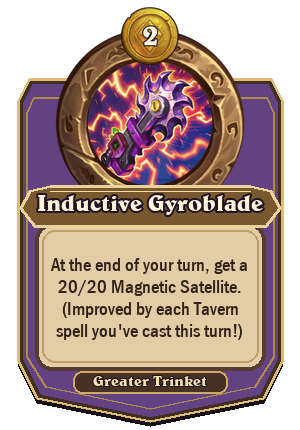 2
Inductive Gyroblade
At the end of your turn, get a
20/20 Magnetic Satellite.
(Improved by each Tavern
spell you've cast this turn!)
Greater Trinket